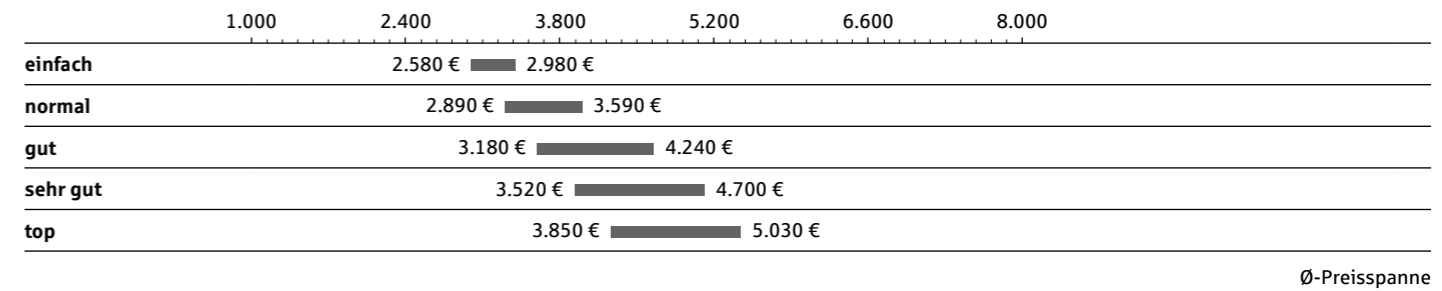 1.000 2.400 3.800 5.200 6.600 8.000
einfach 2.580 € 2.980 €
normal 2.890 € 3.590 €
gut 3.180 € 4.240 €
sehr gut 3.520 € 4.700 €
top 3.850 € 5.030 €
Ø-Preisspanne